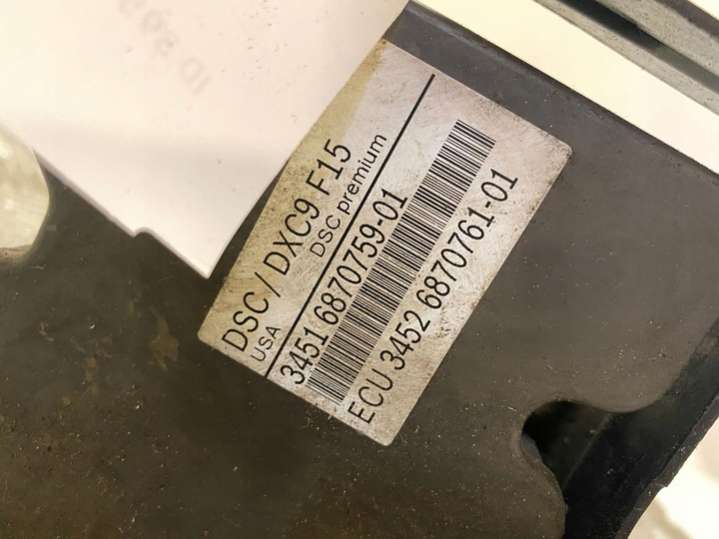 DSC / DXC9 F15
USA DSC premium
3451 6870759-01
ECU 3452 6870761-01